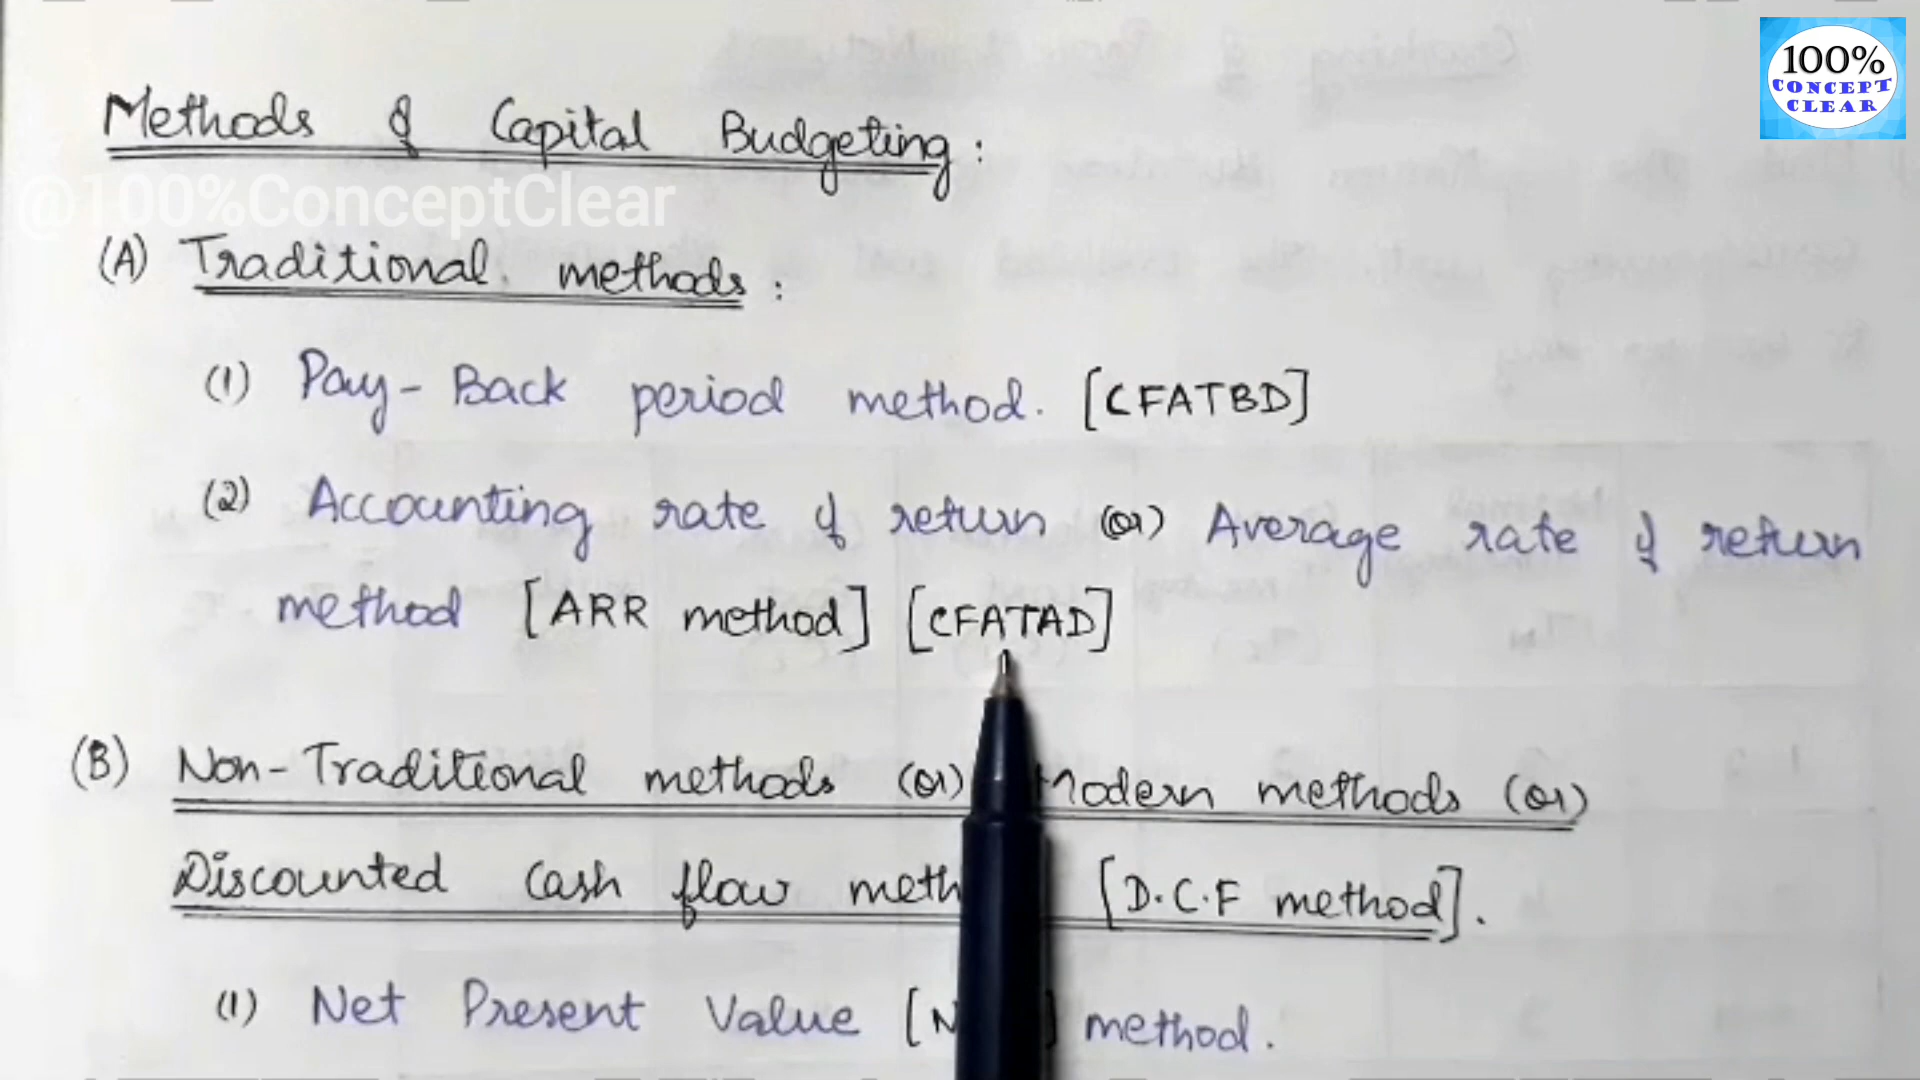 100%
CONCEPT
CLEAR
Methods of Capital Budgeting :
@100%ConceptClear
(A) Traditional methods :
(1) Pay-Back period method. [CFATBD]
(2) Accounting rate of return (or) Average rate of return
method [ARR method] [CFATAD]
(B) Non-Traditional methods (or) Modern methods (or)
Discounted Cash flow [D.C.F method].
(1) Net Present Value method.